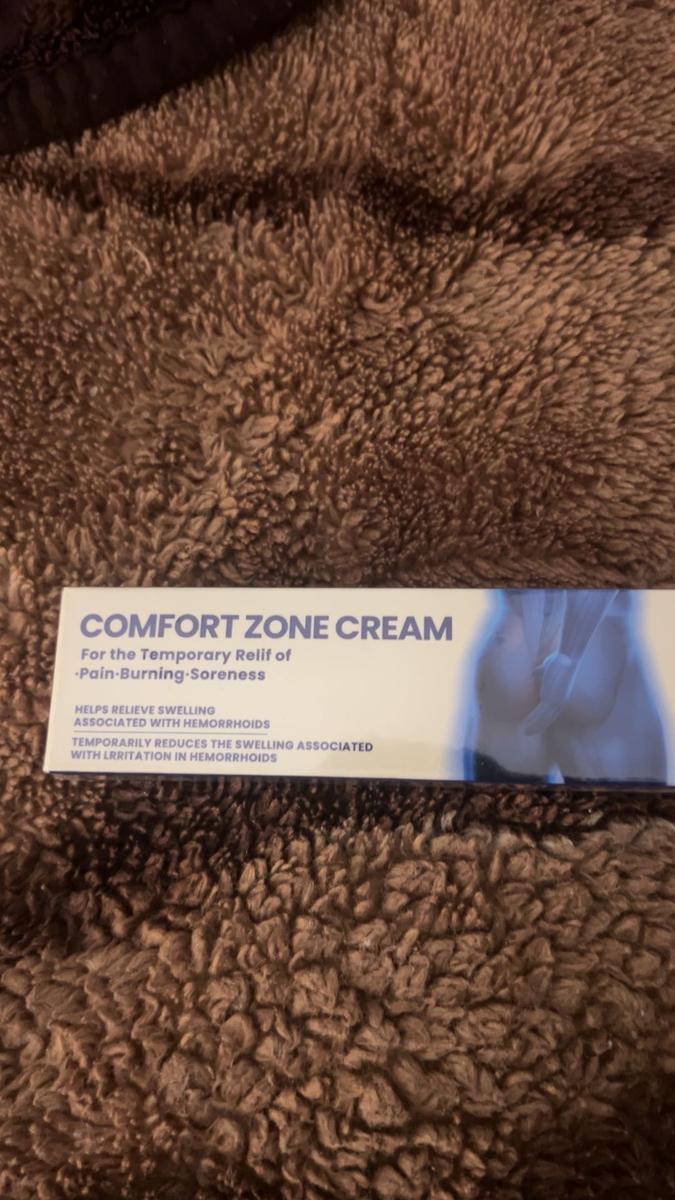 COMFORT ZONE CREAM
For the Temporary Relif of
·Pain·Burning·Soreness
HELPS RELIEVE SWELLING
ASSOCIATED WITH HEMORRHOIDS
TEMPORARILY REDUCES THE SWELLING ASSOCIATED
WITH LRRITATION IN HEMORRHOIDS